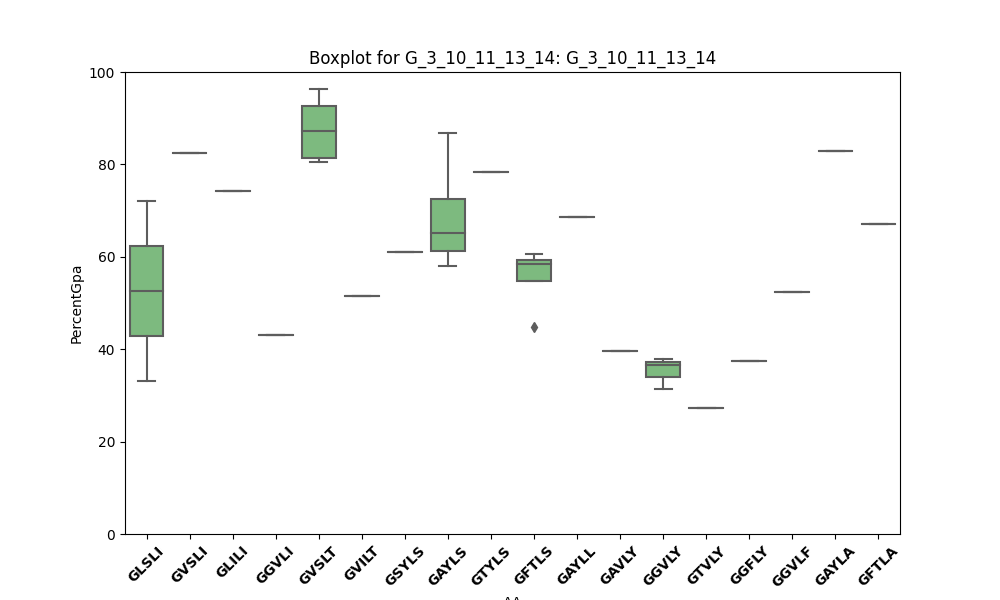 Boxplot for G_3_10_11_13_14: G_3_10_11_13_14
PercentGpa
100
80
60
40
20
0
GLSLI
GVSLI
GLILI
GGVLI
GVSLT
GVILT
GSYLS
GAYLS
GTYLS
GFTLS
GAYLL
GAVLY
GGVLY
GTVLY
GGFLY
GGVLF
GAYLA
GFTLA
AA